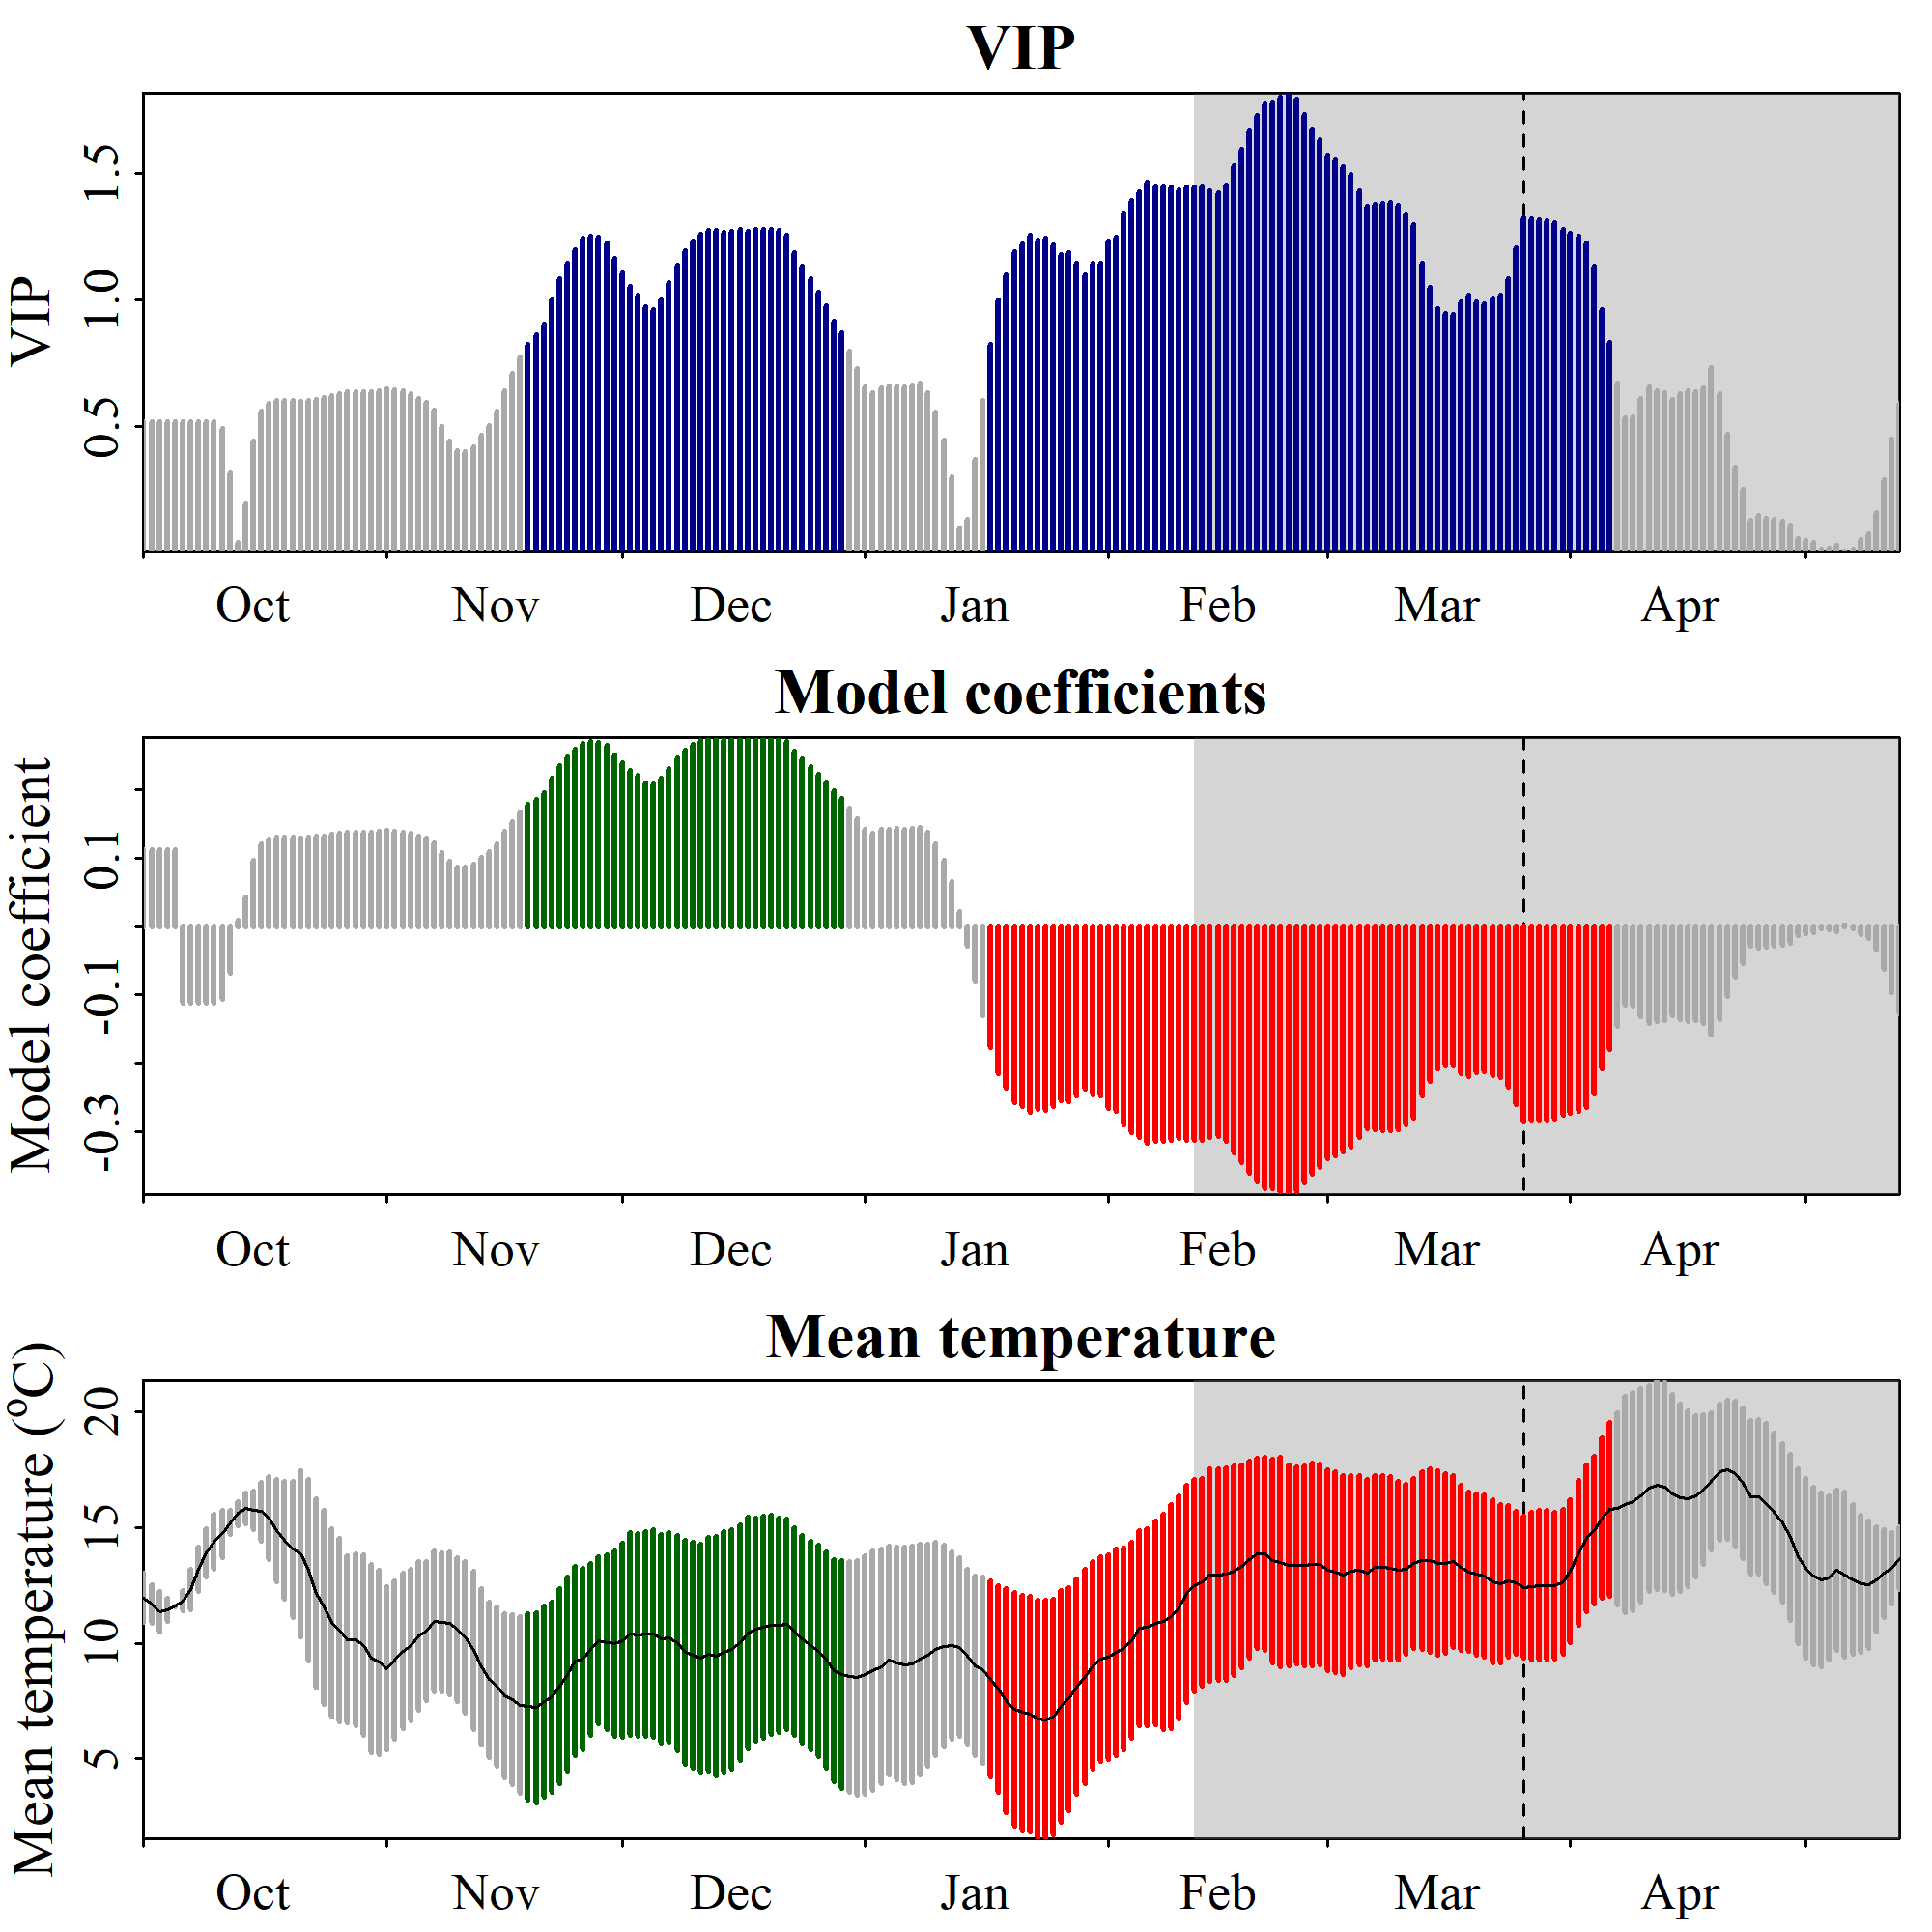 VIP
VIP
1.5
1.0
0.5
Oct Nov Dec Jan Feb Mar Apr
Model coefficients
Model coefficient
0.1
-0.1
-0.3
Oct Nov Dec Jan Feb Mar Apr
Mean temperature
Mean temperature (ºC)
20
15
10
5
Oct Nov Dec Jan Feb Mar Apr